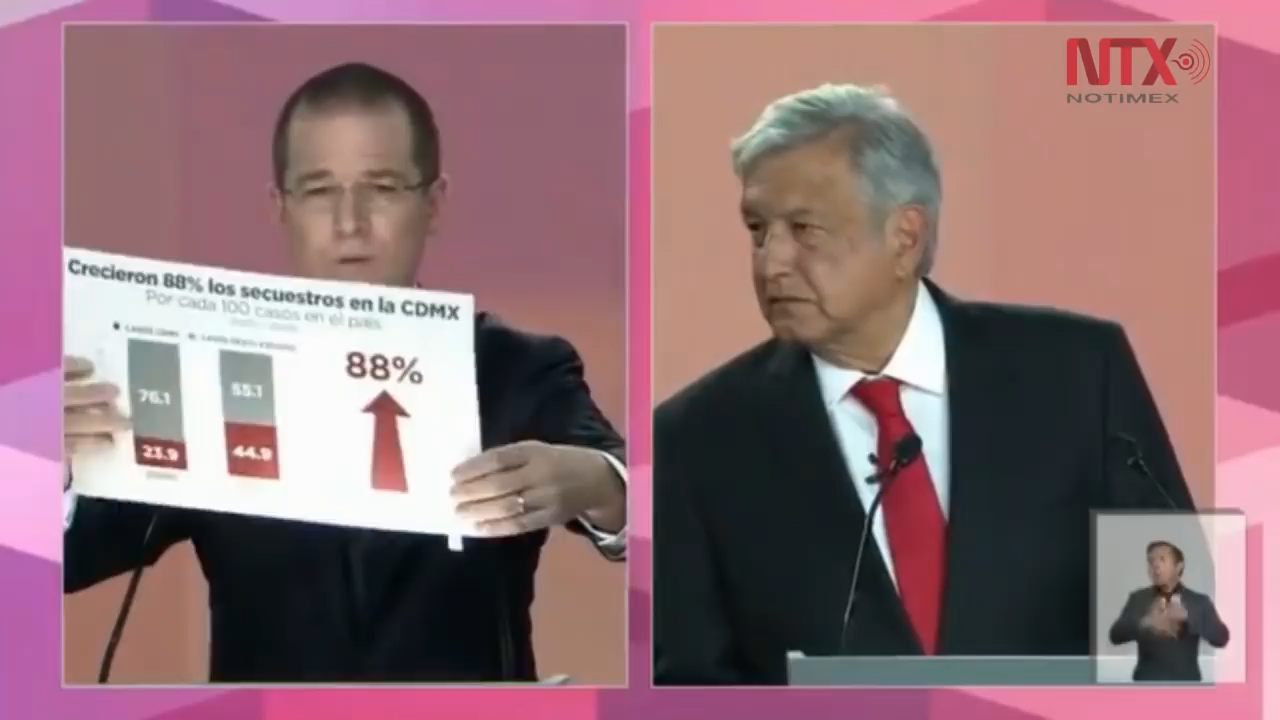 NTX
NOTIMEX
Crecieron 88% los secuestros en la CDMX
Por cada 100 casos en el país
76.1
55.1
88%
23.9
44.9